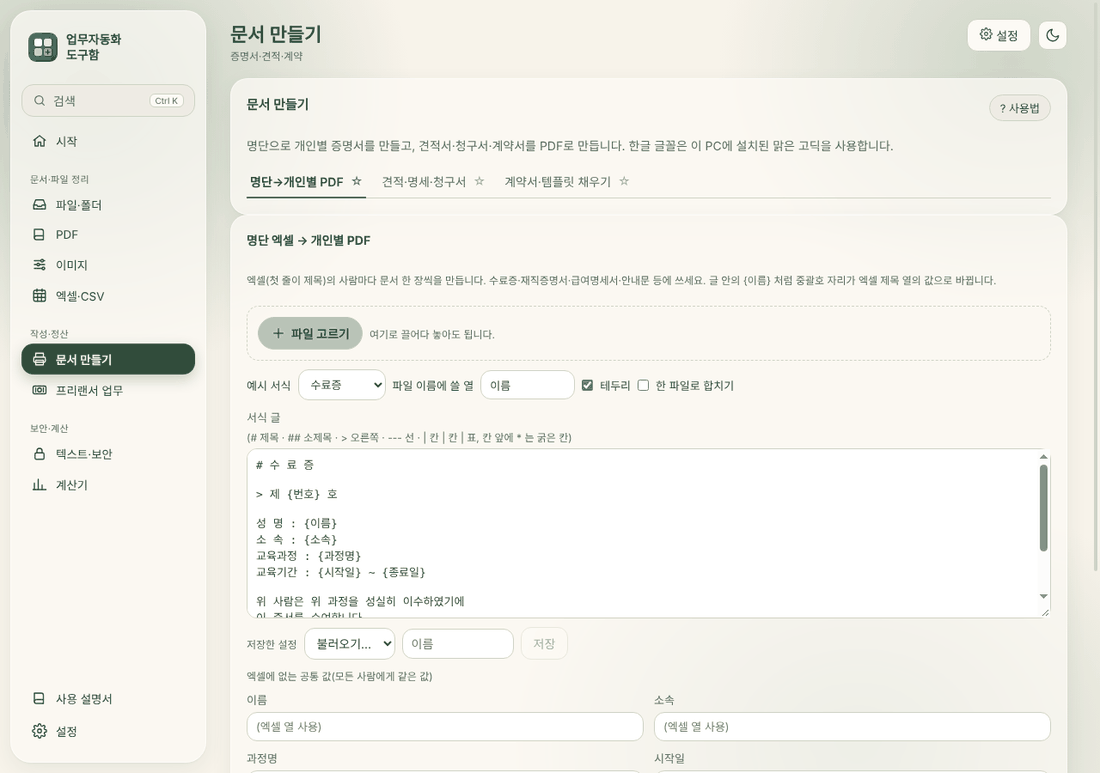 업무자동화
도구함
검색
Ctrl K
시작
문서·파일 정리
파일·폴더
PDF
이미지
엑셀·CSV
작성·정산
문서 만들기
프리랜서 업무
보안·계산
텍스트·보안
계산기
사용 설명서
설정
문서 만들기
증명서·견적·계약
설정
문서 만들기
? 사용법
명단으로 개인별 증명서를 만들고, 견적서·청구서·계약서를 PDF로 만듭니다. 한글 글꼴은 이 PC에 설치된 맑은 고딕을 사용합니다.
명단→개인별 PDF ☆ 견적·명세·청구서 ☆ 계약서·템플릿 채우기 ☆
명단 엑셀 → 개인별 PDF
엑셀(첫 줄이 제목)의 사람마다 문서 한 장씩을 만듭니다. 수료증·재직증명서·급여명세서·안내문 등에 쓰세요. 글 안의 {이름} 처럼 중괄호 자리가 엑셀 제목 열의 값으로 바뀝니다.
+ 파일 고르기 여기로 끌어다 놓아도 됩니다.
예시 서식 수료증 파일 이름에 쓸 열 이름 테두리 한 파일로 합치기
서식 글
(# 제목 · ## 소제목 · > 오른쪽 · --- 선 · | 칸 | 칸 | 표, 칸 앞에 * 는 굵은 칸)
# 수 료 증
> 제 {번호} 호
성 명 : {이름}
소 속 : {소속}
교육과정 : {과정명}
교육기간 : {시작일} ~ {종료일}
위 사람은 위 과정을 성실히 이수하였기에
이 증서를 수여합니다
저장한 설정 불러오기... 이름 저장
엑셀에 없는 공통 값(모든 사람에게 같은 값)
이름 소속
(엑셀 열 사용) (엑셀 열 사용)
과정명 시작일